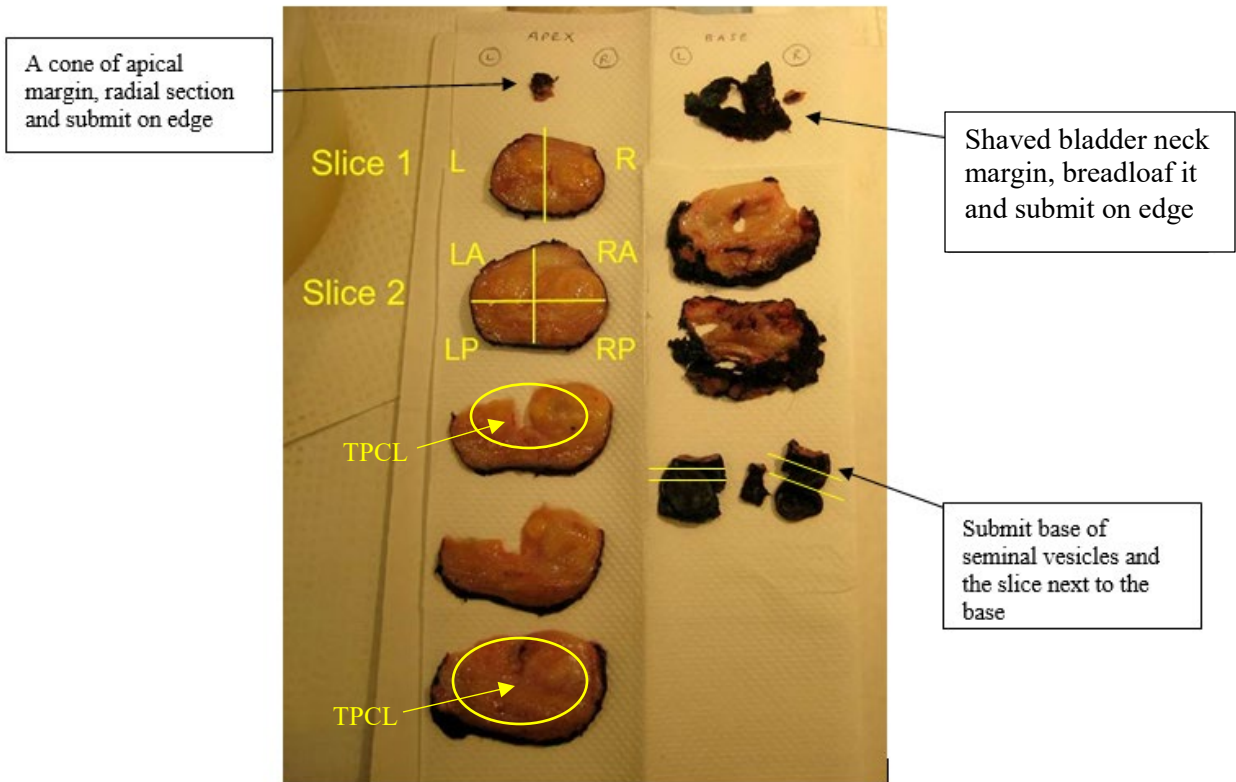 APEX
BASE
L
R
L
R
A cone of apical
margin, radial section
and submit on edge
Shaved bladder neck
margin, breadloaf it
and submit on edge
Slice 1
L
R
Slice 2
LA
RA
LP
RP
TPCL
Submit base of
seminal vesicles and
the slice next to the
base
TPCL